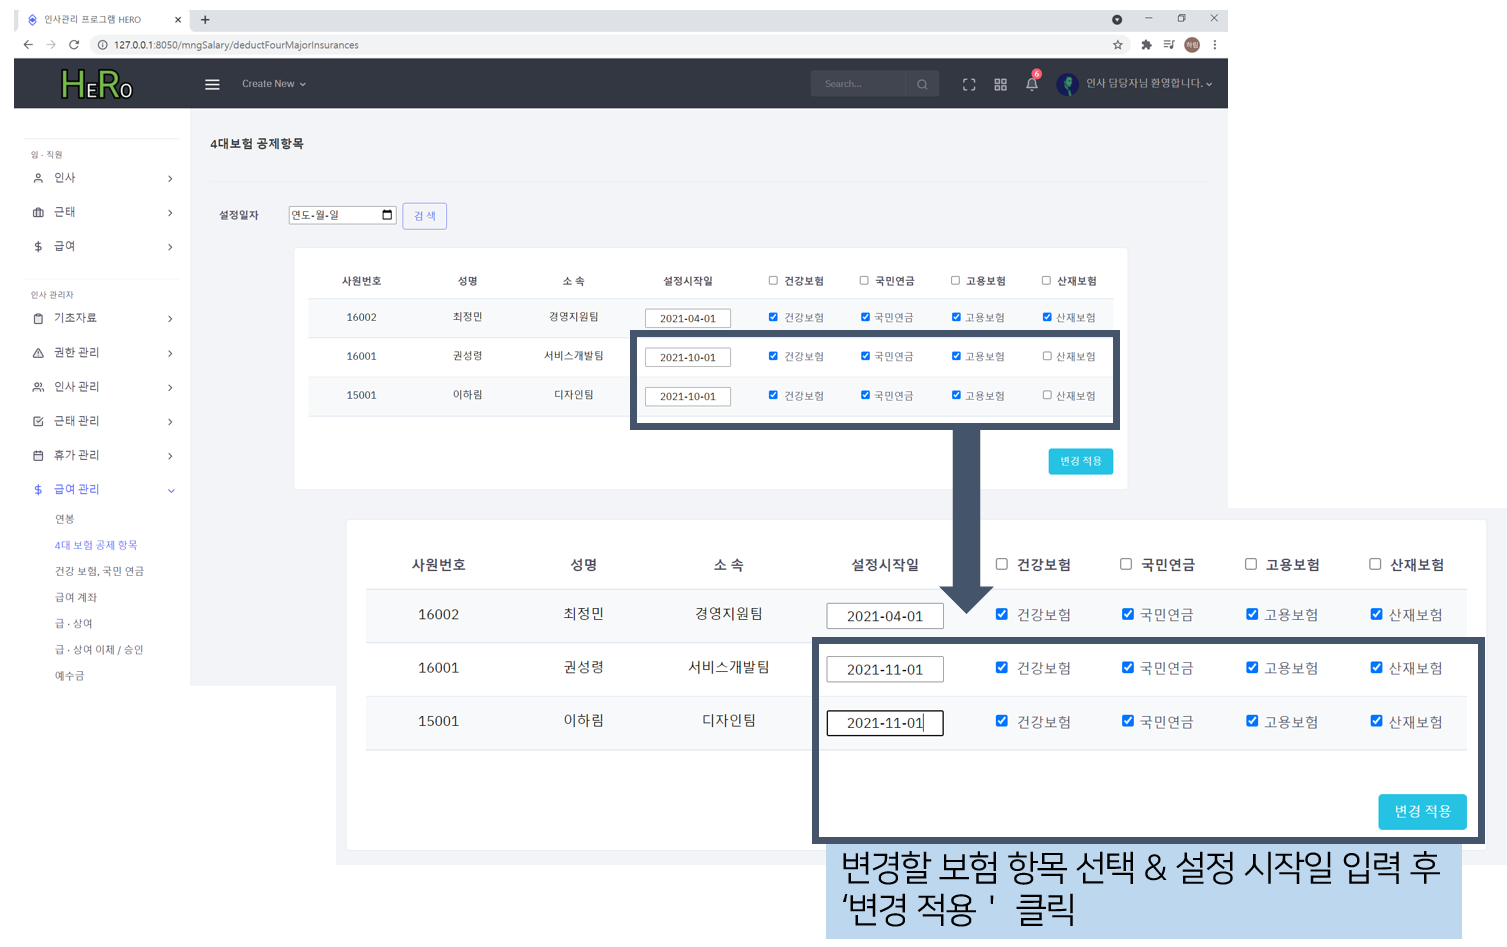 인사관리 프로그램 HERO
127.0.0.1:8050/mngSalary/deductFourMajorInsurances
하림
HERO
Create New
Search...
6
인사 담당자님 환영합니다.
임 · 직원
인사
근태
급여
인사 관리자
기초자료
권한 관리
인사 관리
근태 관리
휴가 관리
급여 관리
연봉
4대 보험 공제 항목
건강 보험, 국민 연금
급여 계좌
급 · 상여
급 · 상여 이체 / 승인
예수금
4대보험 공제항목
설정일자 연도-월-일 검 색
사원번호 성명 소 속 설정시작일 건강보험 국민연금 고용보험 산재보험
16002 최정민 경영지원팀 2021-04-01 건강보험 국민연금 고용보험 산재보험
16001 권성령 서비스개발팀 2021-10-01 건강보험 국민연금 고용보험 산재보험
15001 이하림 디자인팀 2021-10-01 건강보험 국민연금 고용보험 산재보험
변경 적용
사원번호 성명 소 속 설정시작일 건강보험 국민연금 고용보험 산재보험
16002 최정민 경영지원팀 2021-04-01 건강보험 국민연금 고용보험 산재보험
16001 권성령 서비스개발팀 2021-11-01 건강보험 국민연금 고용보험 산재보험
15001 이하림 디자인팀 2021-11-01 건강보험 국민연금 고용보험 산재보험
변경 적용
변경할 보험 항목 선택 & 설정 시작일 입력 후
‘변경 적용 ' 클릭